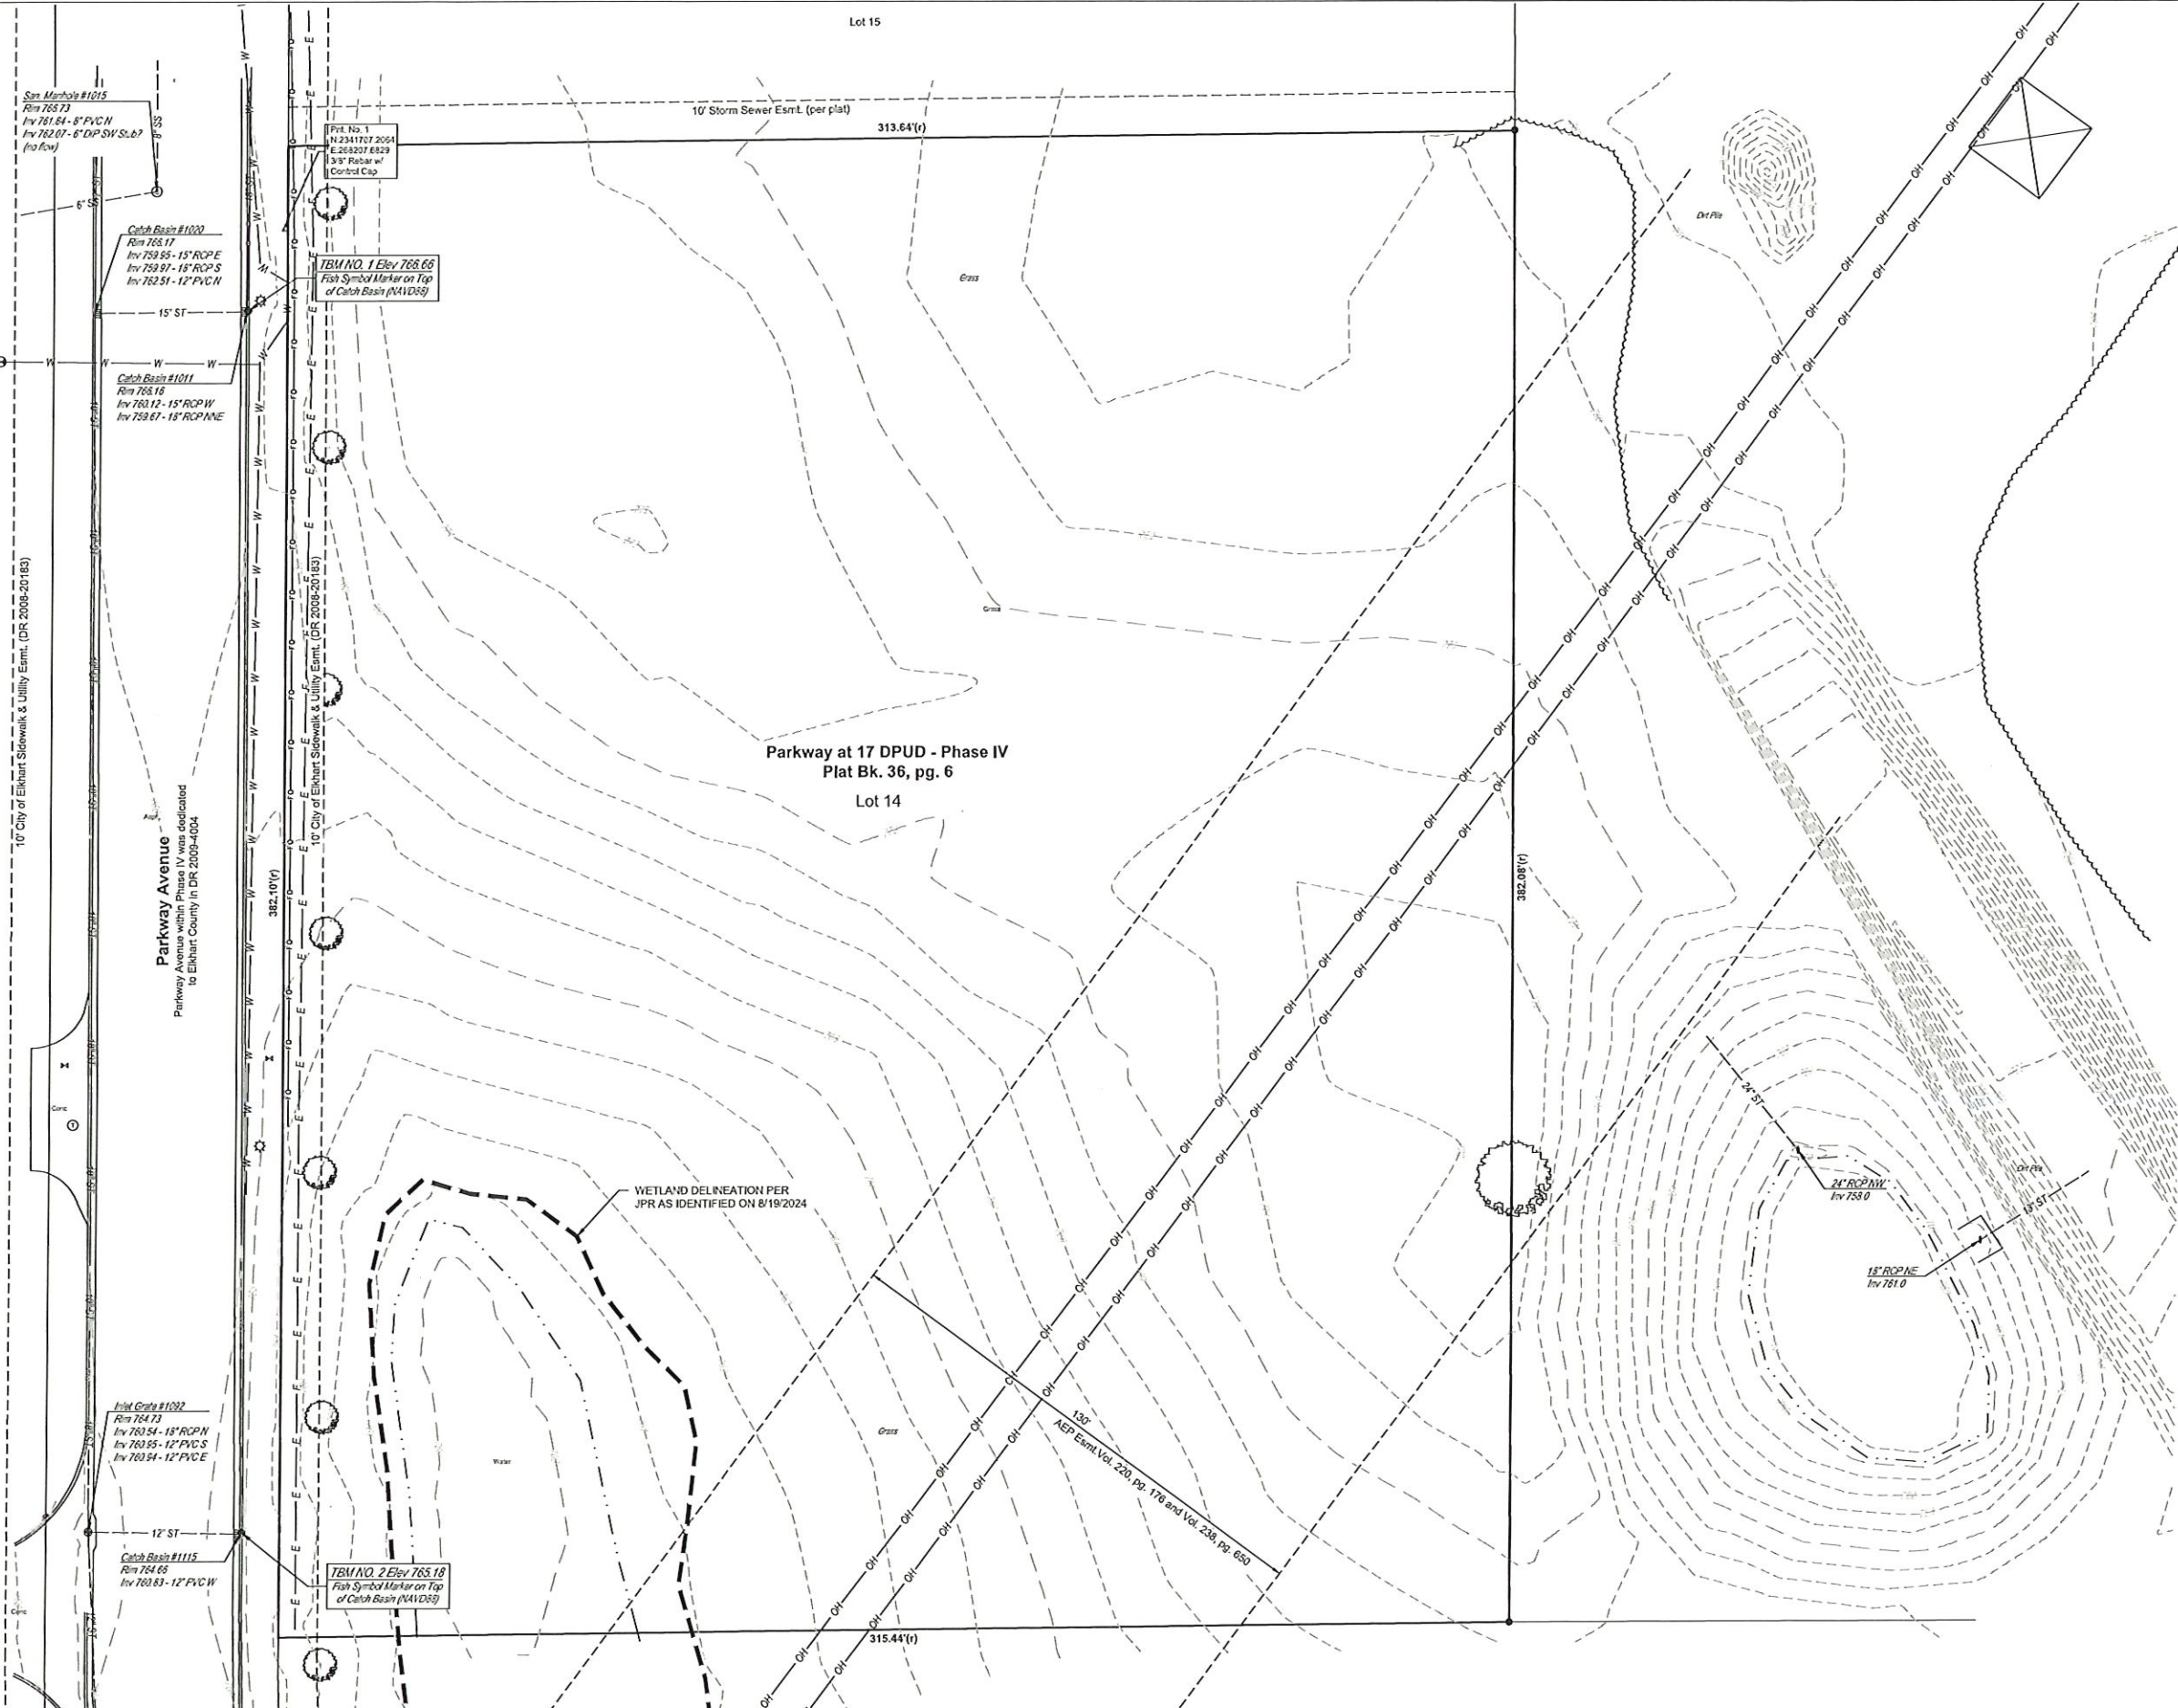 Lot 15
San. Manhole #1015
Rim 766.73
Inv 761.64 - 8" PVC N
Inv 762.07 - 6" DIP SW Stub?
(no flow)
8" SS
6" SS
10' Storm Sewer Esmt. (per plat)
313.64'(r)
Pnt. No. 1
N:2341707.2064
E:268207.6829
3/8" Rebar w/
Control Cap
Catch Basin #1020
Rim 766.17
Inv 759.95 - 15" RCP E
Inv 759.97 - 18" RCP S
Inv 762.51 - 12" PVC N
TBM NO. 1 Elev 766.66
Fish Symbol Marker on Top
of Catch Basin (NAVD88)
15" ST
Catch Basin #1011
Rim 766.16
Inv 760.12 - 15" RCP W
Inv 759.67 - 18" RCP NNE
Dirt Pile
Grass
Grass
10' City of Elkhart Sidewalk & Utility Esmt. (DR 2008-20183)
10' City of Elkhart Sidewalk & Utility Esmt. (DR 2008-20183)
Parkway at 17 DPUD - Phase IV
Plat Bk. 36, pg. 6
Lot 14
Parkway Avenue
Parkway Avenue within Phase IV was dedicated
to Elkhart County in DR 2009-4004
382.10'(r)
382.08'(r)
Conc
WETLAND DELINEATION PER
JPR AS IDENTIFIED ON 8/19/2024
24" ST
24" RCP NW
Inv 758.0
Dirt Pile
18" RCP NE
Inv 761.0
Inlet Grate #1092
Rim 764.73
Inv 760.54 - 18" RCP N
Inv 760.95 - 12" PVC S
Inv 760.94 - 12" PVC E
Water
Grass
130'
AEP Esmt. Vol. 220, pg. 176 and Vol. 238, pg. 650
12" ST
Catch Basin #1115
Rim 764.66
Inv 760.83 - 12" PVC W
TBM NO. 2 Elev 765.18
Fish Symbol Marker on Top
of Catch Basin (NAVD88)
Conc
315.44'(r)